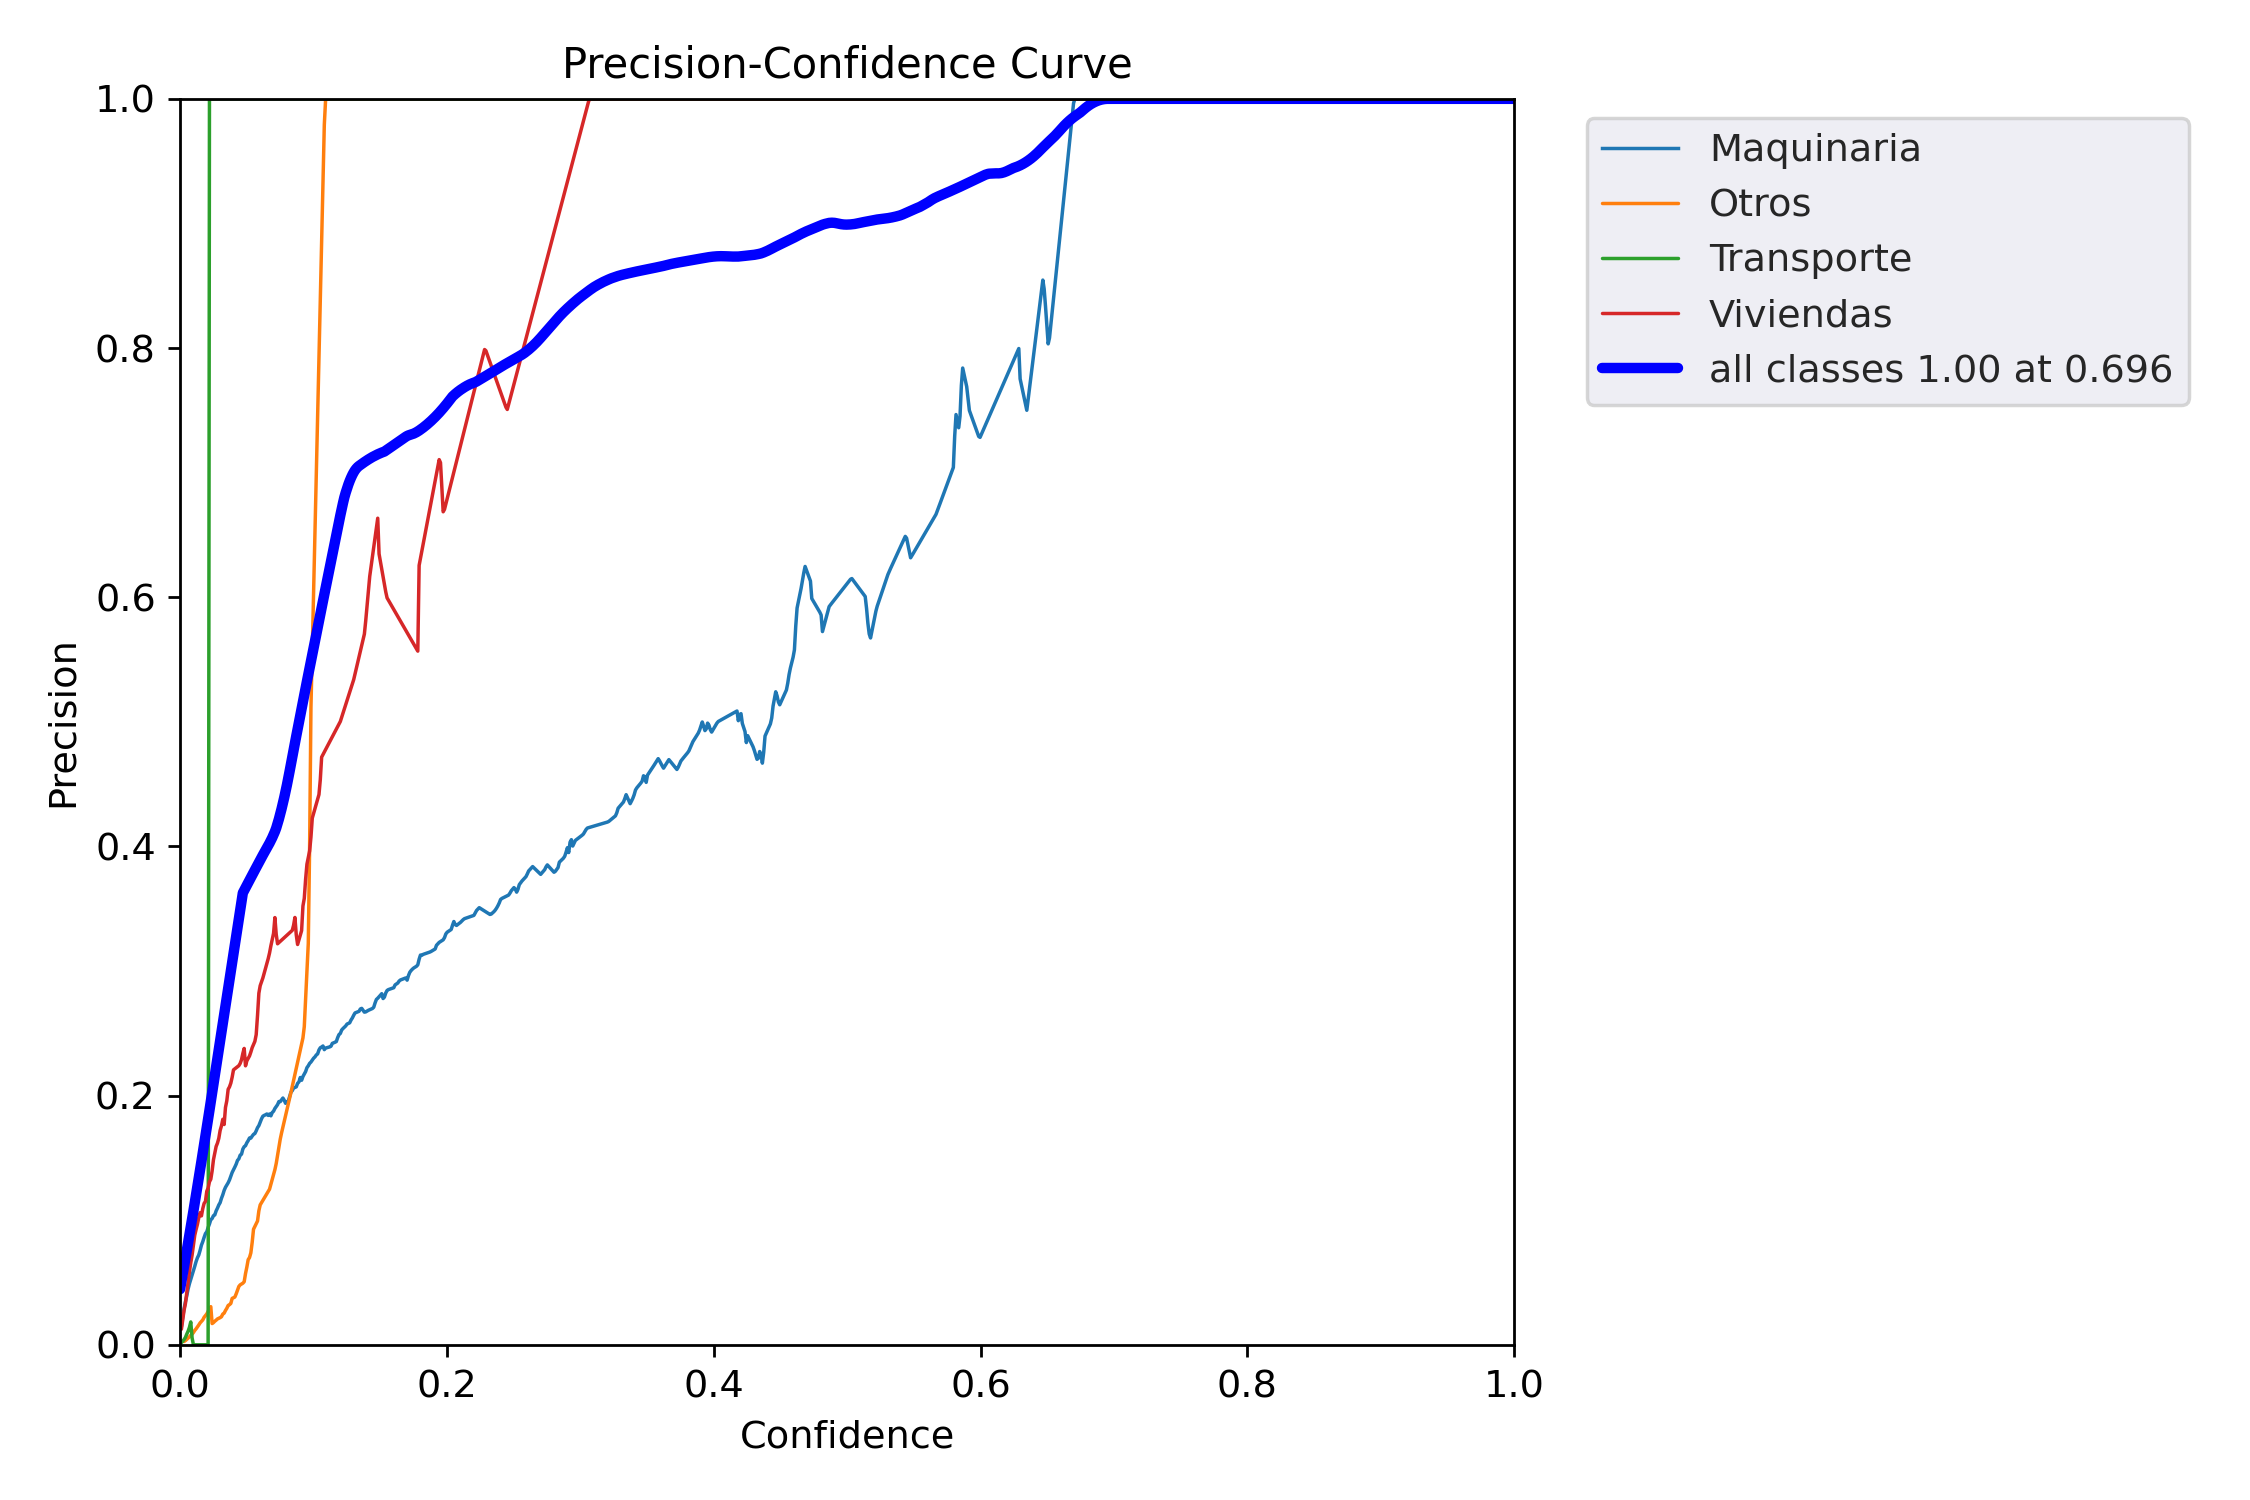 Precision-Confidence Curve
1.0
0.8
0.6
0.4
0.2
0.0
Precision
0.0 0.2 0.4 0.6 0.8 1.0
Confidence
Maquinaria
Otros
Transporte
Viviendas
all classes 1.00 at 0.696